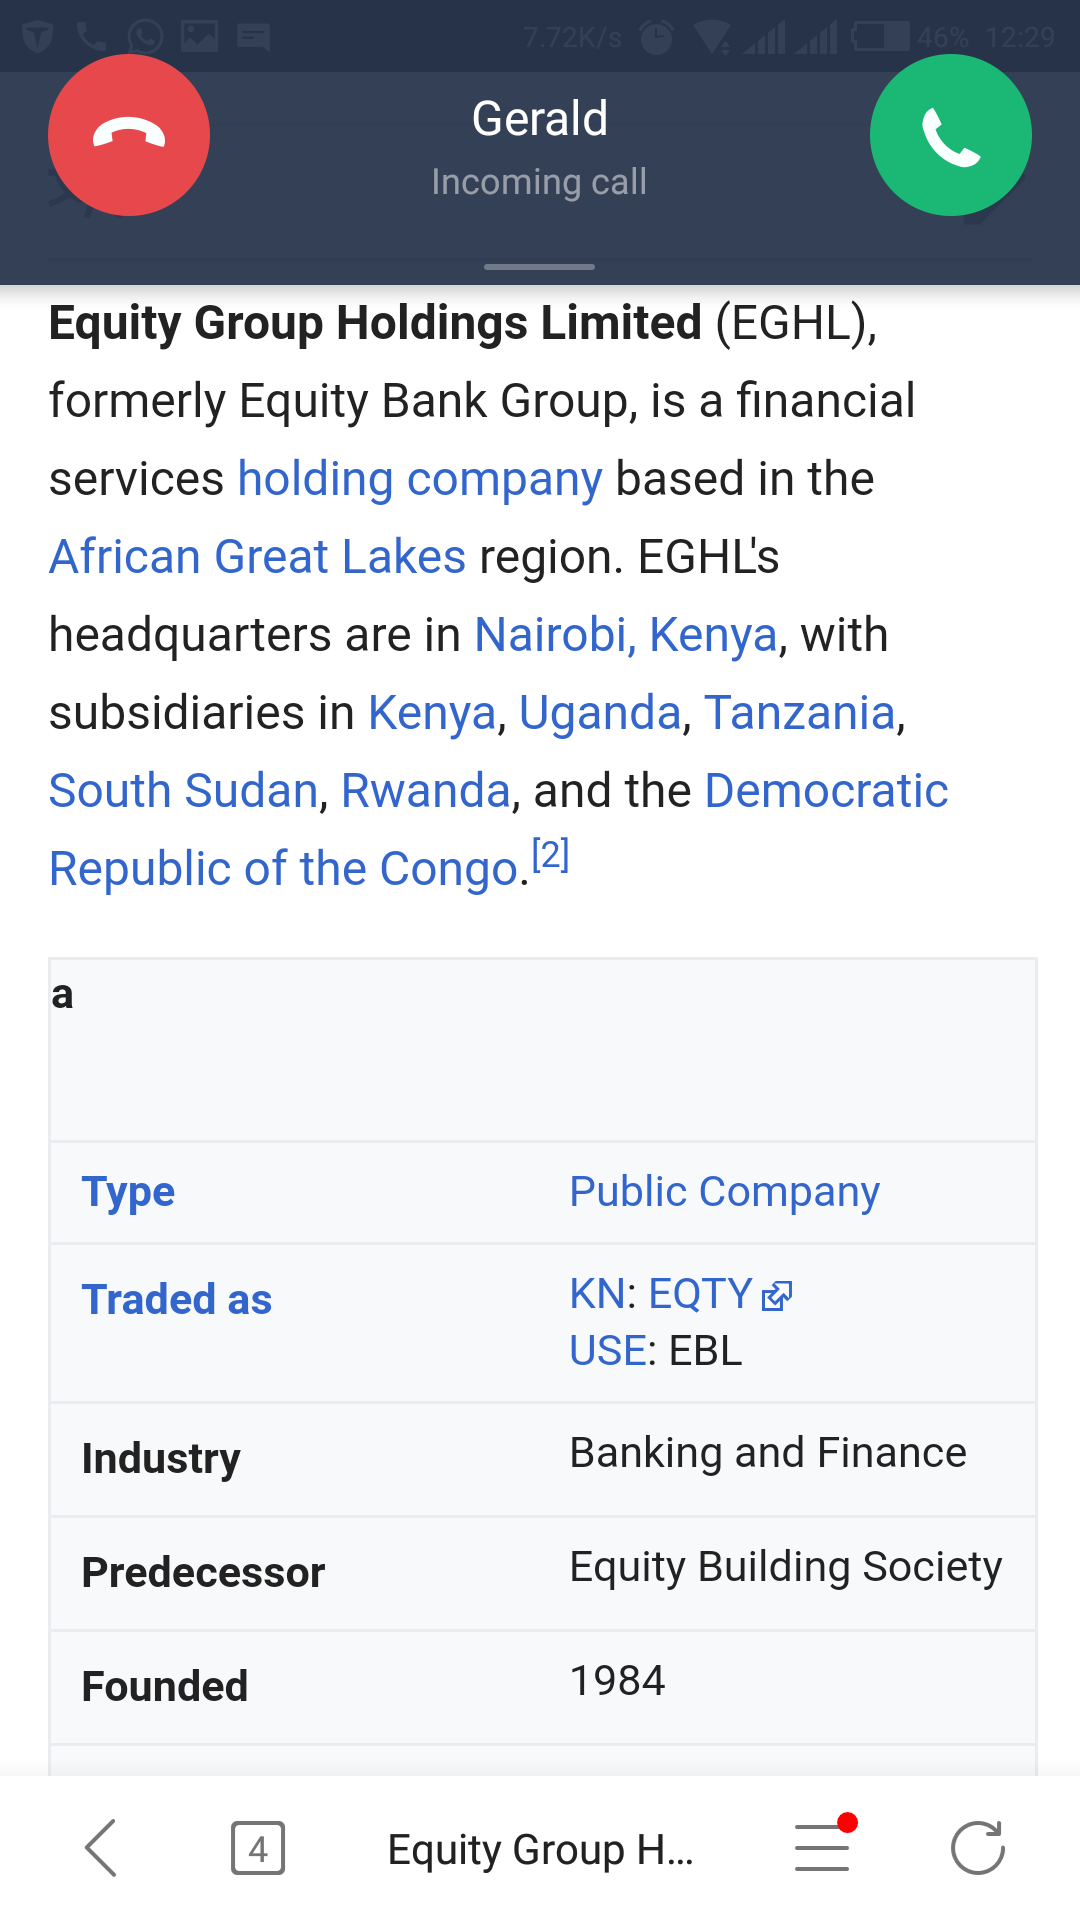 7.72K/s 46% 12:29
Gerald
Incoming call
Equity Group Holdings Limited (EGHL),
formerly Equity Bank Group, is a financial
services holding company based in the
African Great Lakes region. EGHL's
headquarters are in Nairobi, Kenya, with
subsidiaries in Kenya, Uganda, Tanzania,
South Sudan, Rwanda, and the Democratic
Republic of the Congo.[2]
a
Type Public Company
Traded as KN: EQTY
USE: EBL
Industry Banking and Finance
Predecessor Equity Building Society
Founded 1984
4 Equity Group H...